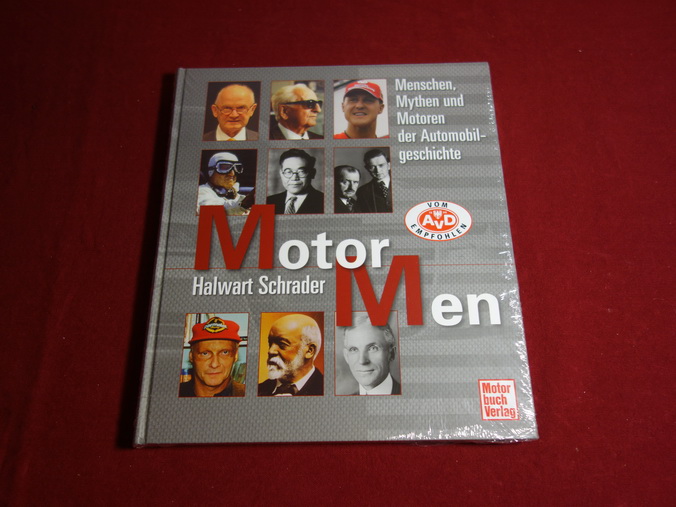 Menschen,
Mythen und
Motoren
der Automobil-
geschichte
VOM
AvD
EMPFOHLEN
Motor
Halwart Schrader
Men
Motor
buch
Verlag